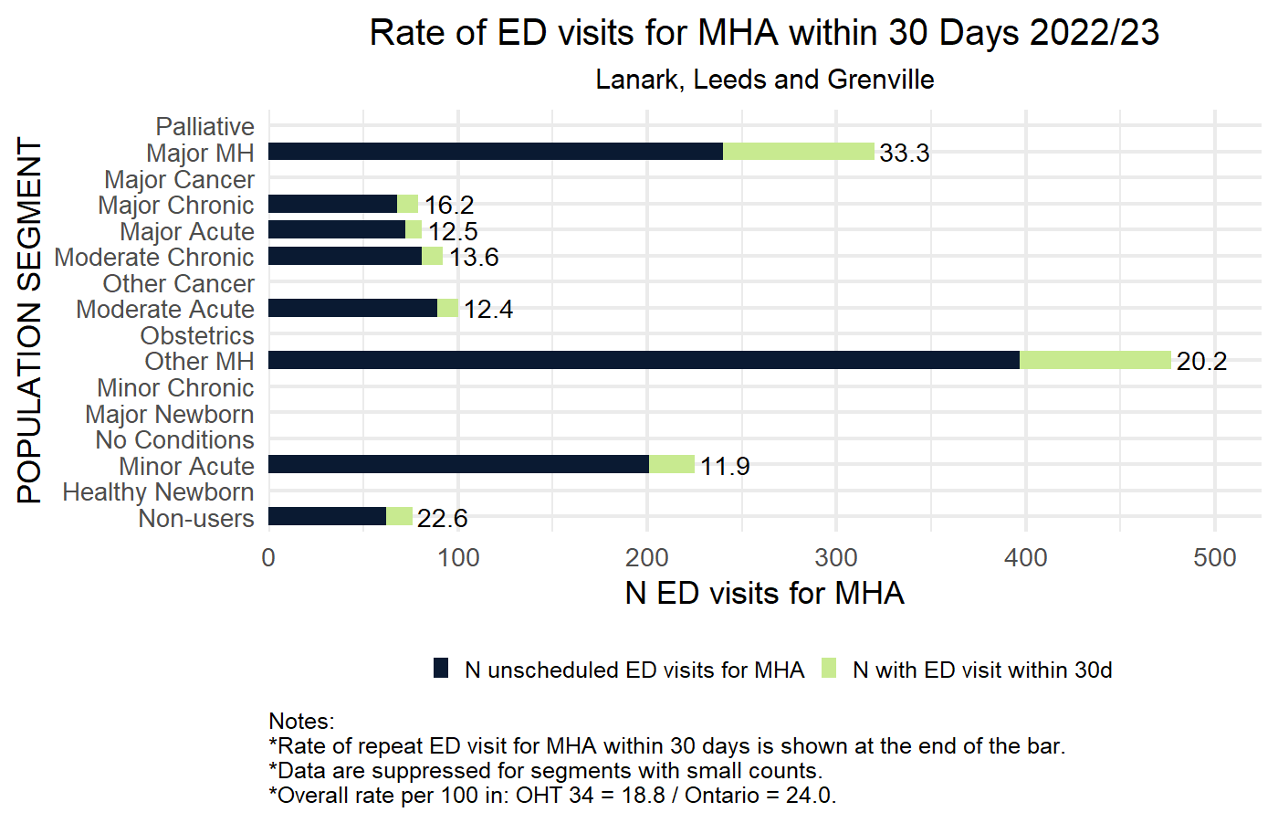 Rate of ED visits for MHA within 30 Days 2022/23
Lanark, Leeds and Grenville
POPULATION SEGMENT
Palliative
Major MH 33.3
Major Cancer
Major Chronic 16.2
Major Acute 12.5
Moderate Chronic 13.6
Other Cancer
Moderate Acute 12.4
Obstetrics
Other MH 20.2
Minor Chronic
Major Newborn
No Conditions
Minor Acute 11.9
Healthy Newborn
Non-users 22.6
0 100 200 300 400 500
N ED visits for MHA
N unscheduled ED visits for MHA N with ED visit within 30d
Notes:
*Rate of repeat ED visit for MHA within 30 days is shown at the end of the bar.
*Data are suppressed for segments with small counts.
*Overall rate per 100 in: OHT 34 = 18.8 / Ontario = 24.0.